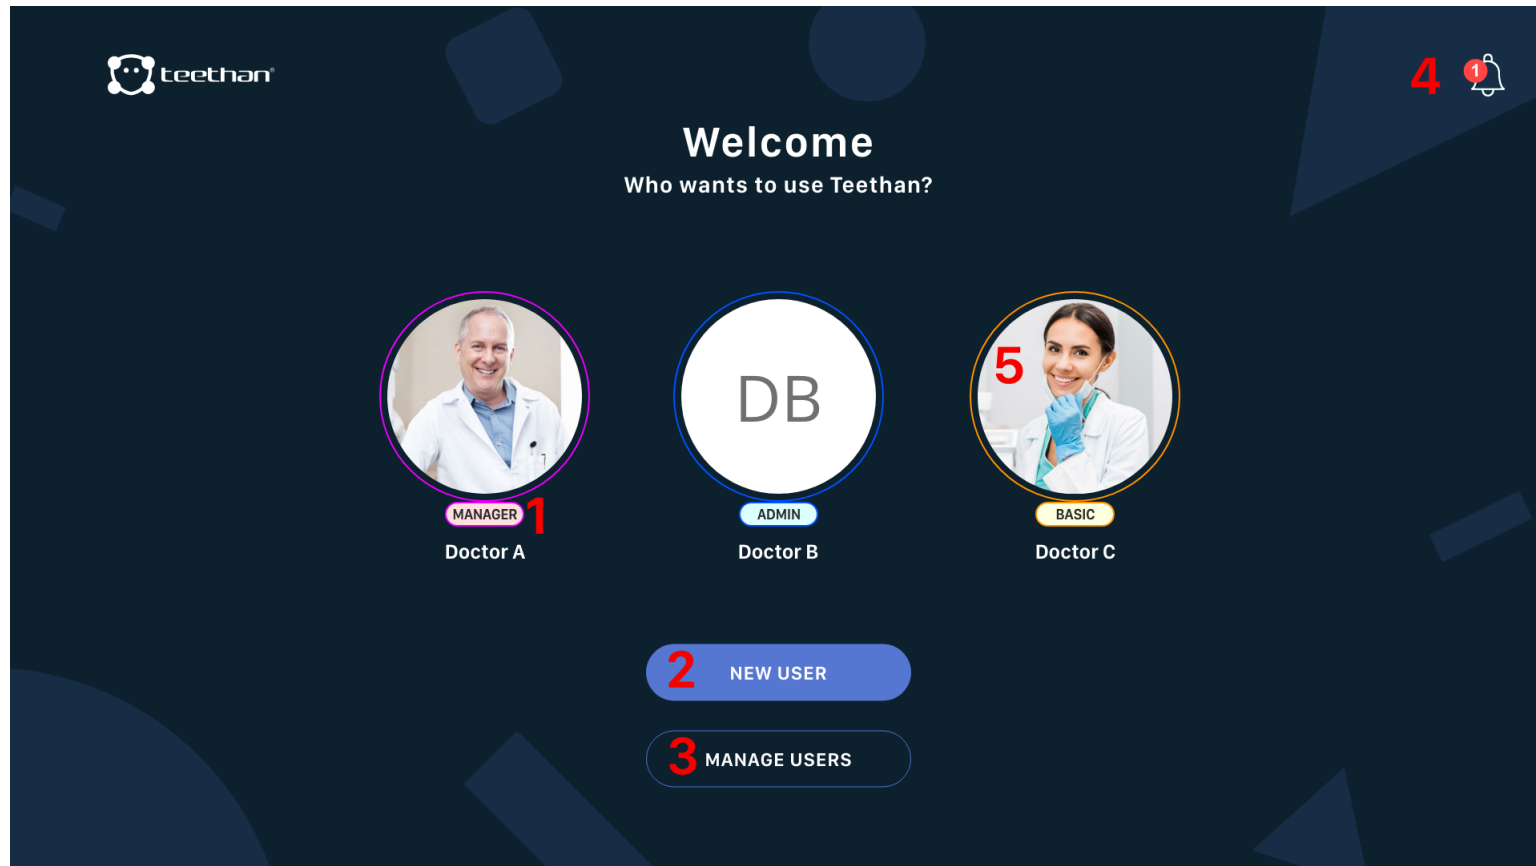 teethan®
4
1
Welcome
Who wants to use Teethan?
DB
5
MANAGER 1
ADMIN
BASIC
Doctor A
Doctor B
Doctor C
2 NEW USER
3 MANAGE USERS